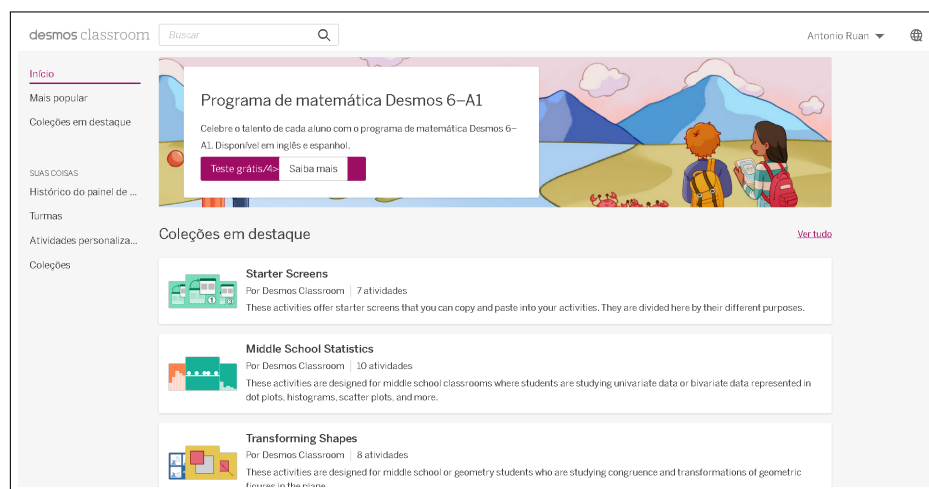 desmos classroom
Buscar
Antonio Ruan
Início
Mais popular
Coleções em destaque
SUAS COISAS
Histórico do painel de ...
Turmas
Atividades personaliza...
Coleções
Programa de matemática Desmos 6–A1
Celebre o talento de cada aluno com o programa de matemática Desmos 6–
A1. Disponível em inglês e espanhol.
Teste grátis/4> Saiba mais
Coleções em destaque
Ver tudo
Starter Screens
Por Desmos Classroom | 7 atividades
These activities offer starter screens that you can copy and paste into your activities. They are divided here by their different purposes.
Middle School Statistics
Por Desmos Classroom | 10 atividades
These activities are designed for middle school classrooms where students are studying univariate data or bivariate data represented in
dot plots, histograms, scatter plots, and more.
Transforming Shapes
Por Desmos Classroom | 8 atividades
These activities are designed for middle school or geometry students who are studying congruence and transformations of geometric
figures in the plane.